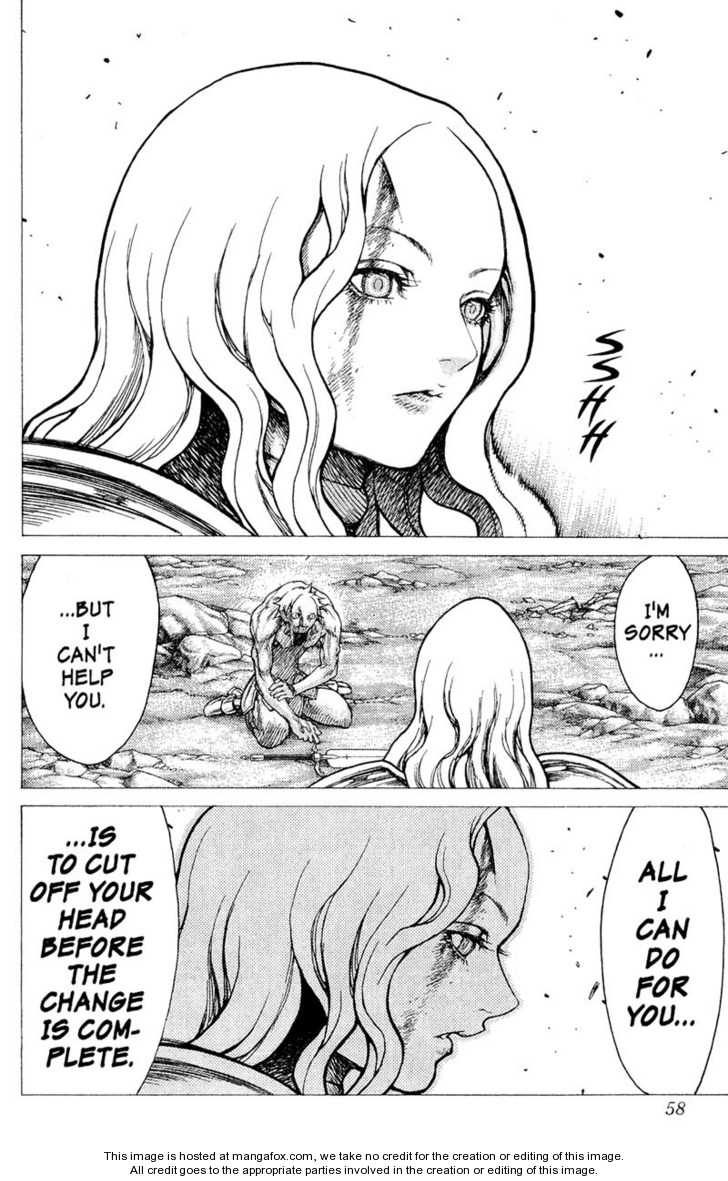 SSHH
I'M
SORRY
...
...BUT
I
CAN'T
HELP
YOU.
ALL
I
CAN
DO
FOR
YOU...
...IS
TO CUT
OFF YOUR
HEAD
BEFORE
THE
CHANGE
IS COM-
PLETE.
58
This image is hosted at mangafox.com, we take no credit for the creation or editing of this image.
All credit goes to the appropriate parties involved in the creation or editing of this image.